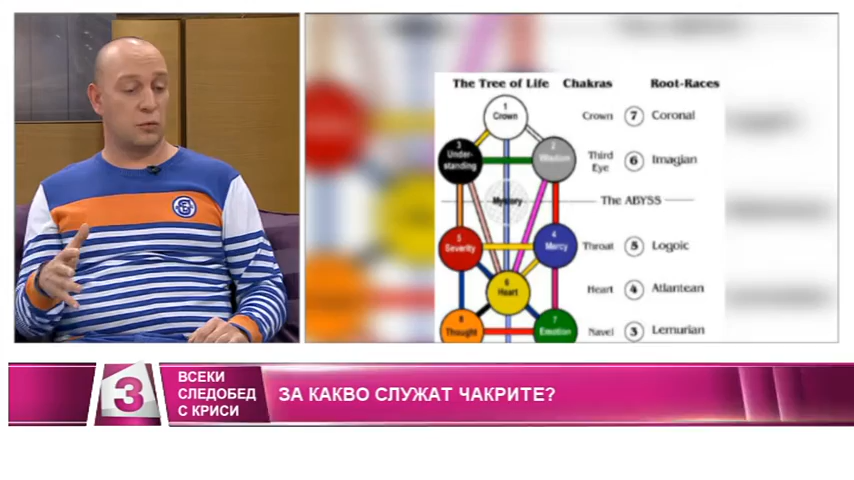 The Tree of Life Chakras Root-Races
1
Crown
Crown 7 Coronal
3
Under-
standing
2
Wisdom
Third
Eye
6 Imagian
Mystery
The ABYSS
5
Severity
4
Mercy
Throat 5 Logoic
6
Heart
Heart 4 Atlantean
8
Thought
7
Emotion
Navel 3 Lemurian
3
ВСЕКИ
СЛЕДОБЕД
С КРИСИ
ЗА КАКВО СЛУЖАТ ЧАКРИТЕ?